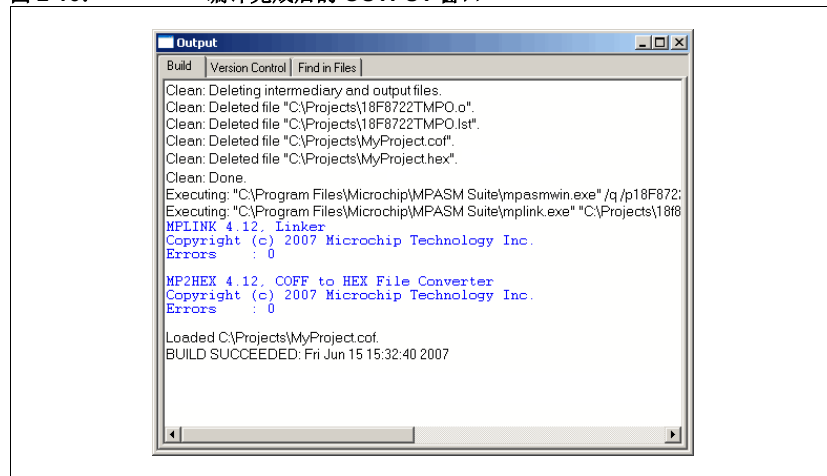 Output
Build Version Control Find in Files
Clean: Deleting intermediary and output files.
Clean: Deleted file "C:\Projects\18F8722TMPO.o".
Clean: Deleted file "C:\Projects\18F8722TMPO.lst".
Clean: Deleted file "C:\Projects\MyProject.cof".
Clean: Deleted file "C:\Projects\MyProject.hex".
Clean: Done.
Executing: "C:\Program Files\Microchip\MPASM Suite\mpasmwin.exe" /q /p18F872
Executing: "C:\Program Files\Microchip\MPASM Suite\mplink.exe" "C:\Projects\18f8
MPLINK 4.12, Linker
Copyright (c) 2007 Microchip Technology Inc.
Errors : 0
MP2HEX 4.12, COFF to HEX File Converter
Copyright (c) 2007 Microchip Technology Inc.
Errors : 0
Loaded C:\Projects\MyProject.cof.
BUILD SUCCEEDED: Fri Jun 15 15:32:40 2007